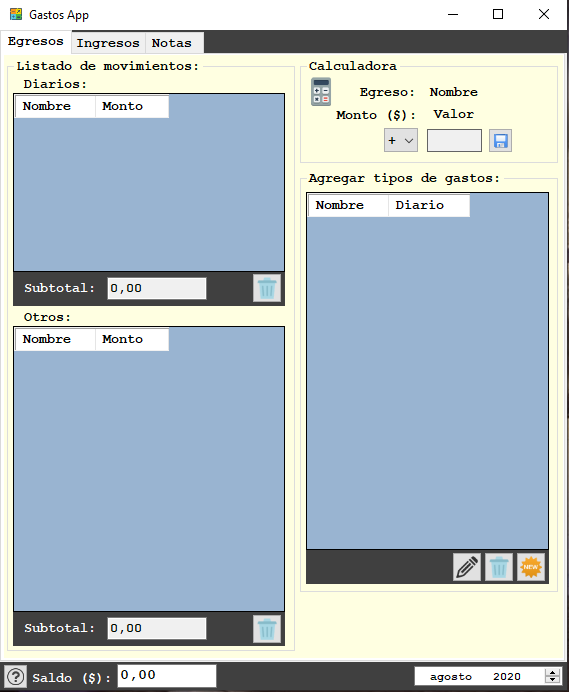 Gastos App
Egresos Ingresos Notas
Listado de movimientos:
Diarios:
Nombre Monto
Subtotal: 0,00
Otros:
Nombre Monto
Subtotal: 0,00
Calculadora
Egreso: Nombre
Monto ($): Valor
+
Agregar tipos de gastos:
Nombre Diario
NEW
? Saldo ($): 0,00
agosto 2020